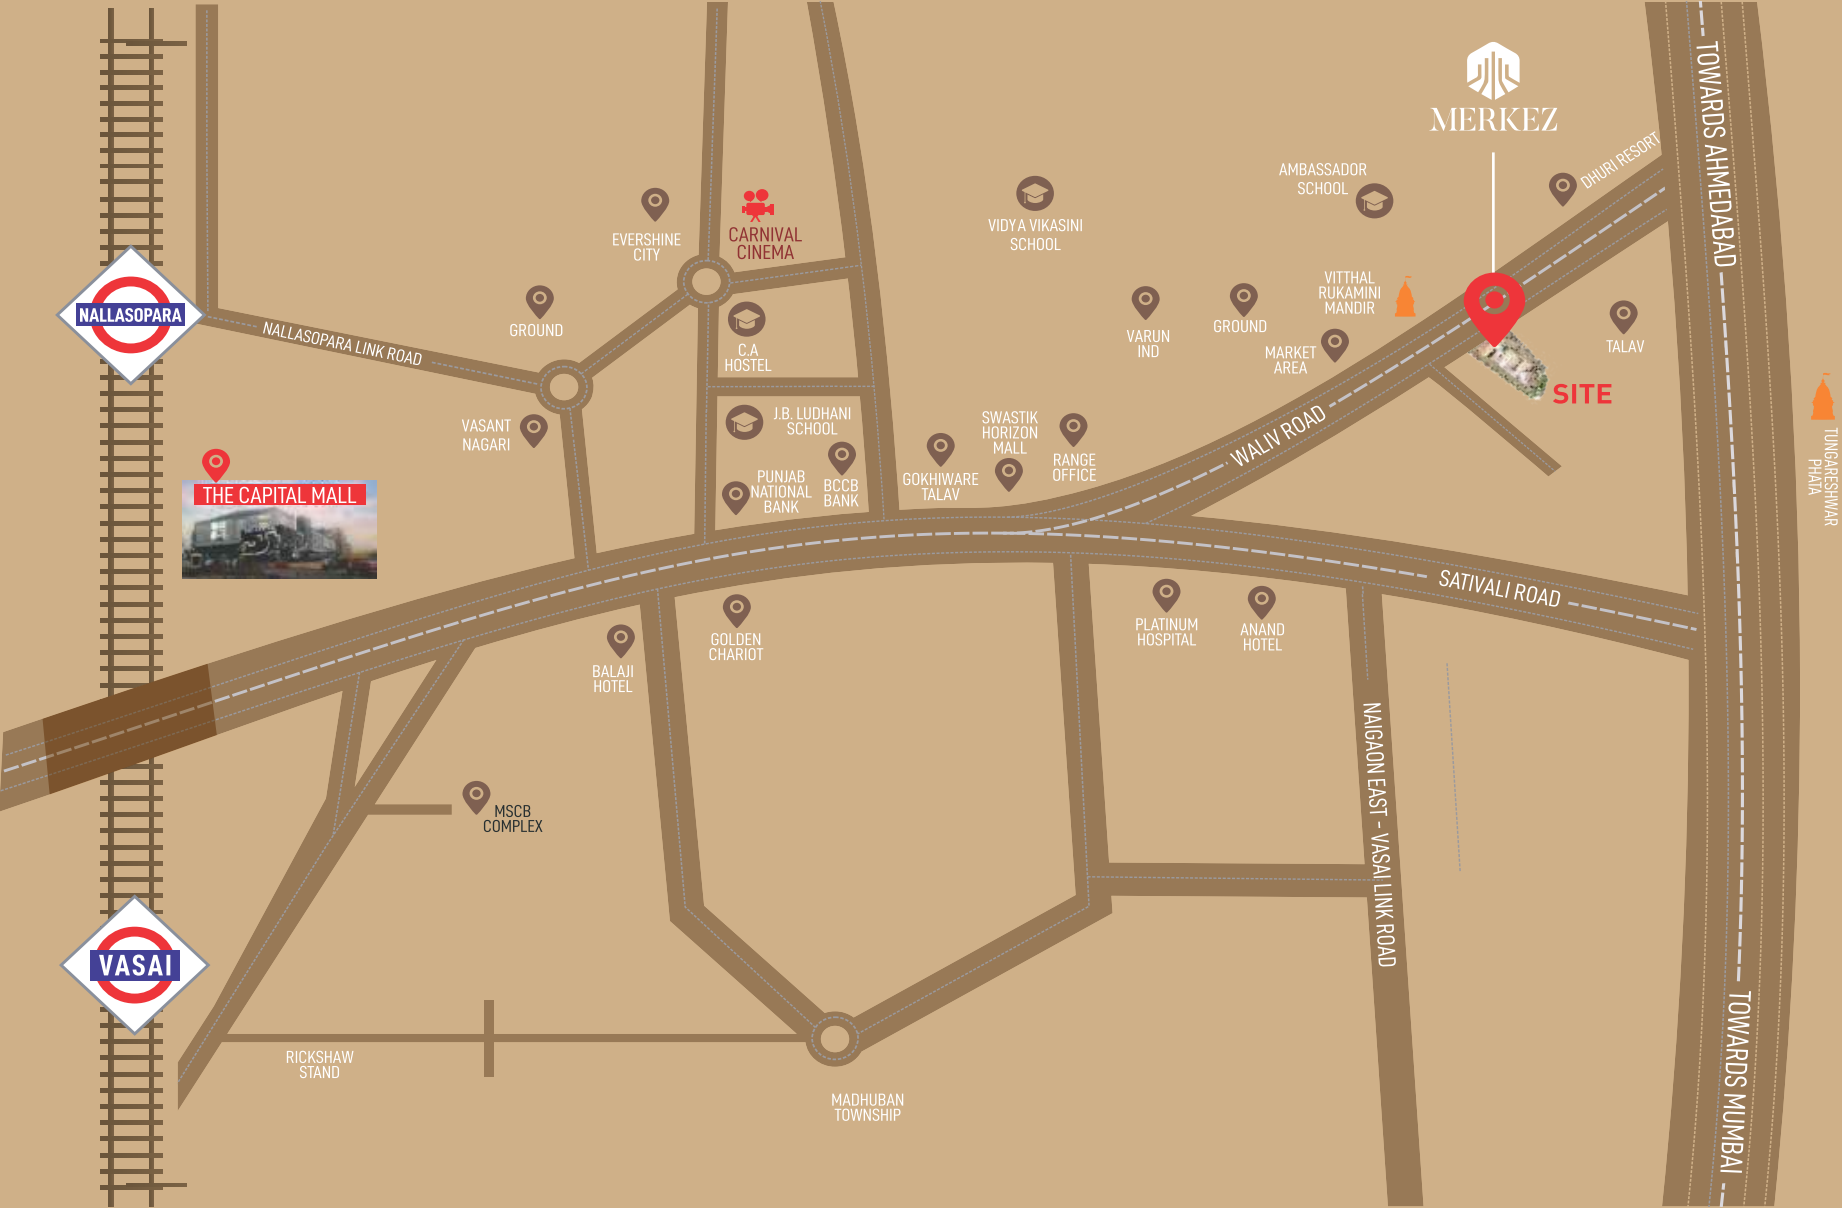 TOWARDS AHMEDABAD
MERKEZ
DHURI RESORT
AMBASSADOR
SCHOOL
VIDYA VIKASINI
SCHOOL
EVERSHINE
CITY
CARNIVAL
CINEMA
NALLASOPARA
NALLASOPARA LINK ROAD
GROUND
C.A
HOSTEL
VARUN
IND
GROUND
VITTHAL
RUKAMINI
MANDIR
MARKET
AREA
TALAV
SITE
TUNGARESHWAR
PHATA
VASANT
NAGARI
J.B. LUDHANI
SCHOOL
SWASTIK
HORIZON
MALL
RANGE
OFFICE
WALIV ROAD
THE CAPITAL MALL
PUNJAB
NATIONAL
BANK
BCCB
BANK
GOKHIWARE
TALAV
SATIVALI ROAD
GOLDEN
CHARIOT
BALAJI
HOTEL
PLATINUM
HOSPITAL
ANAND
HOTEL
NAIGAON EAST - VASAI LINK ROAD
MSCB
COMPLEX
VASAI
RICKSHAW
STAND
MADHUBAN
TOWNSHIP
TOWARDS MUMBAI